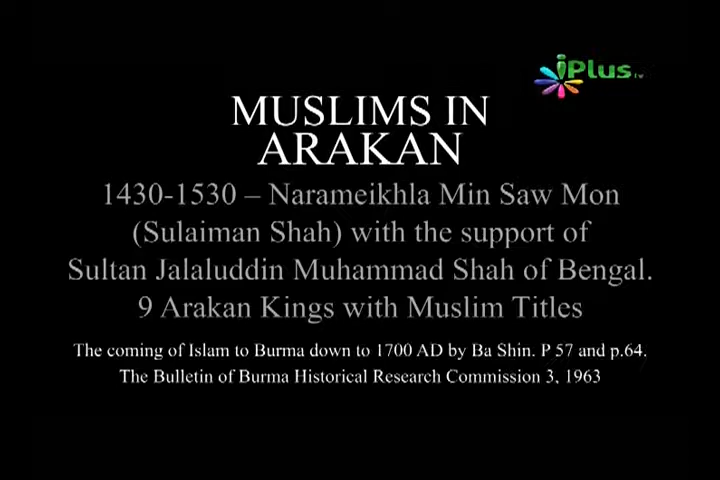 iPlus tv
MUSLIMS IN
ARAKAN
1430-1530 – Narameikhla Min Saw Mon
(Sulaiman Shah) with the support of
Sultan Jalaluddin Muhammad Shah of Bengal.
9 Arakan Kings with Muslim Titles
The coming of Islam to Burma down to 1700 AD by Ba Shin. P 57 and p.64.
The Bulletin of Burma Historical Research Commission 3, 1963